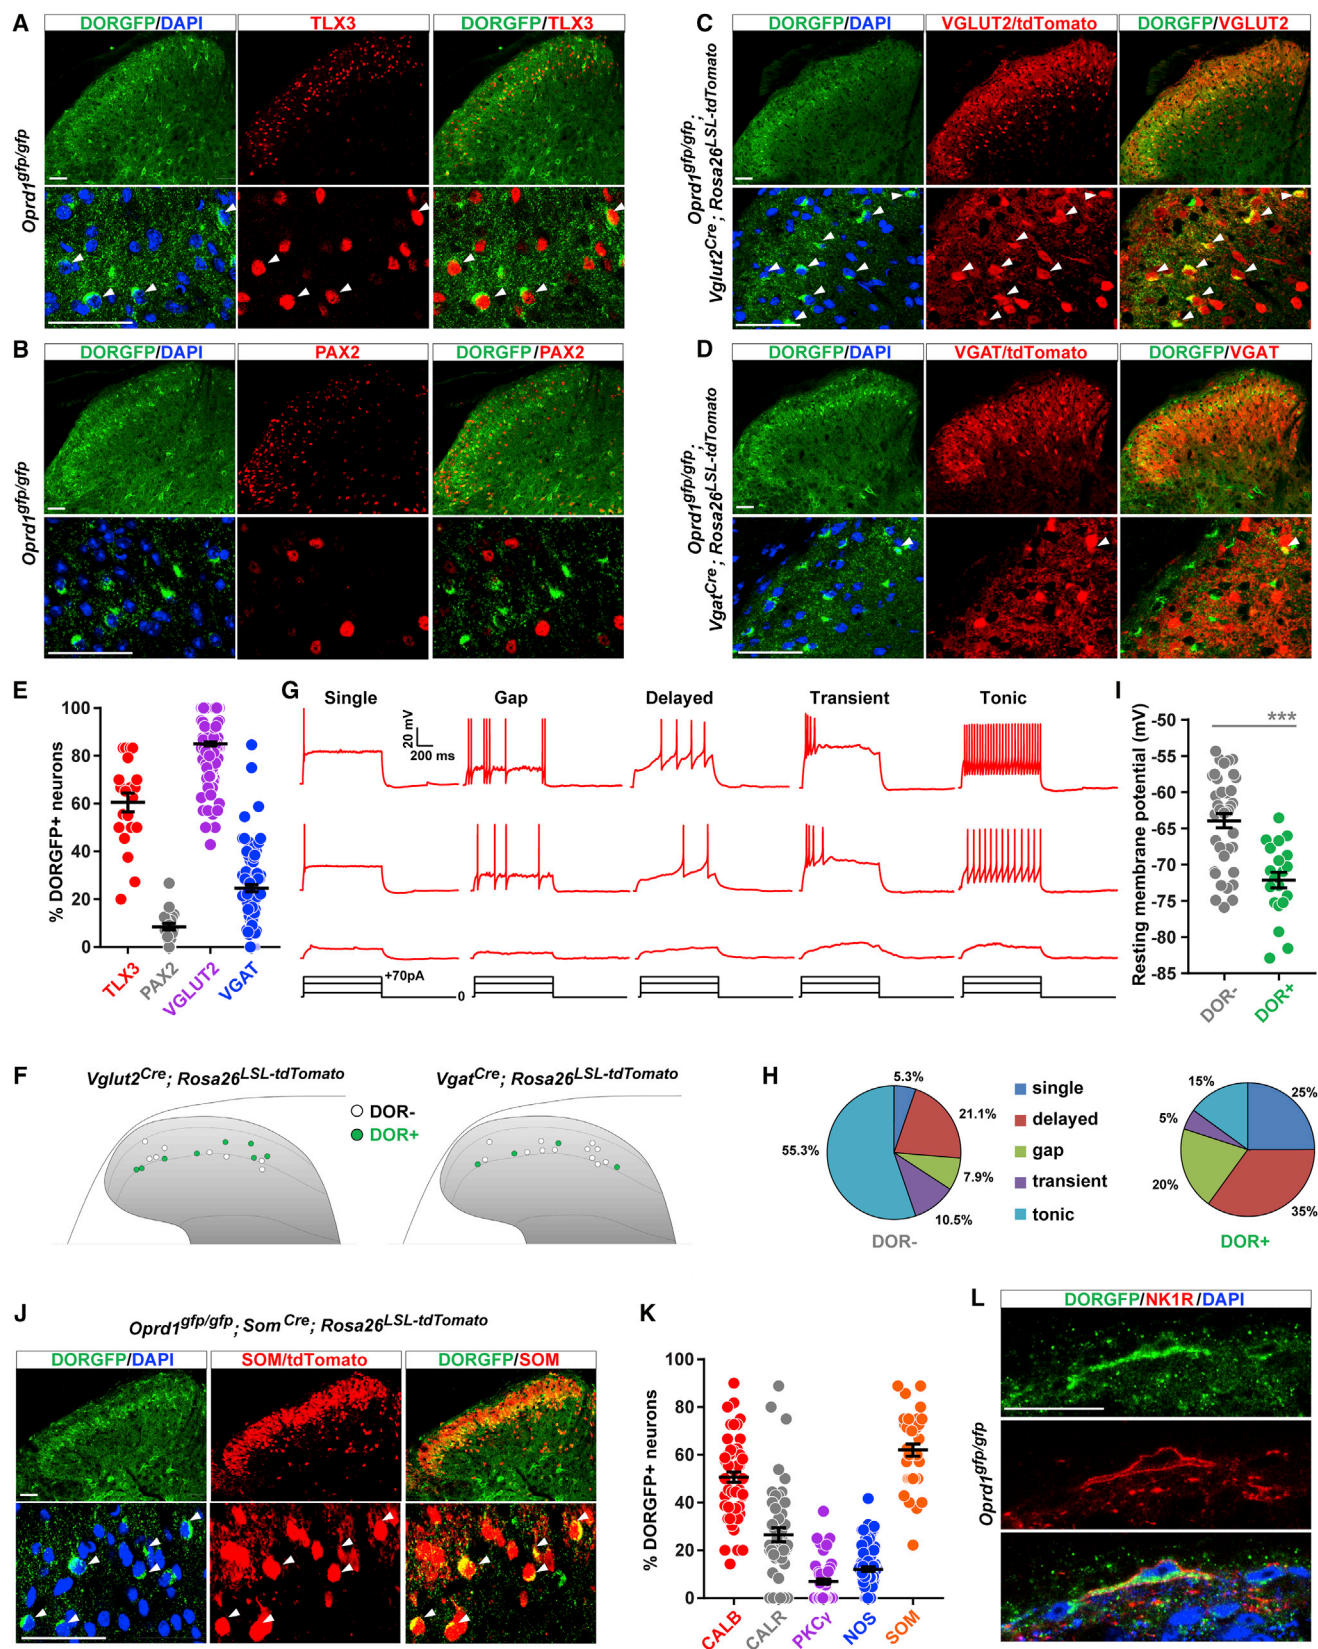 A
DORGFP/DAPI TLX3 DORGFP/TLX3
Oprd1gfp/gfp
B
DORGFP/DAPI PAX2 DORGFP/PAX2
Oprd1gfp/gfp
C
DORGFP/DAPI VGLUT2/tdTomato DORGFP/VGLUT2
Oprd1gfp/gfp;
Vglut2Cre; Rosa26LSL-tdTomato
D
DORGFP/DAPI VGAT/tdTomato DORGFP/VGAT
Oprd1gfp/gfp;
VgatCre; Rosa26LSL-tdTomato
E
% DORGFP+ neurons
100
80
60
40
20
0
TLX3 PAX2 VGLUT2 VGAT
G
Single Gap Delayed Transient Tonic
20 mV
200 ms
+70pA
0
I
Resting membrane potential (mV)
-50
-55
-60
-65
-70
-75
-80
-85
***
DOR- DOR+
F
Vglut2Cre; Rosa26LSL-tdTomato VgatCre; Rosa26LSL-tdTomato
DOR-
DOR+
H
5.3%
21.1%
7.9%
10.5%
55.3%
DOR-
single
delayed
gap
transient
tonic
15%
25%
5%
20%
35%
DOR+
J
Oprd1gfp/gfp; SomCre; Rosa26LSL-tdTomato
DORGFP/DAPI SOM/tdTomato DORGFP/SOM
K
% DORGFP+ neurons
100
80
60
40
20
0
CALB CALR PKCγ NOS SOM
L
DORGFP/NK1R/DAPI
Oprd1gfp/gfp